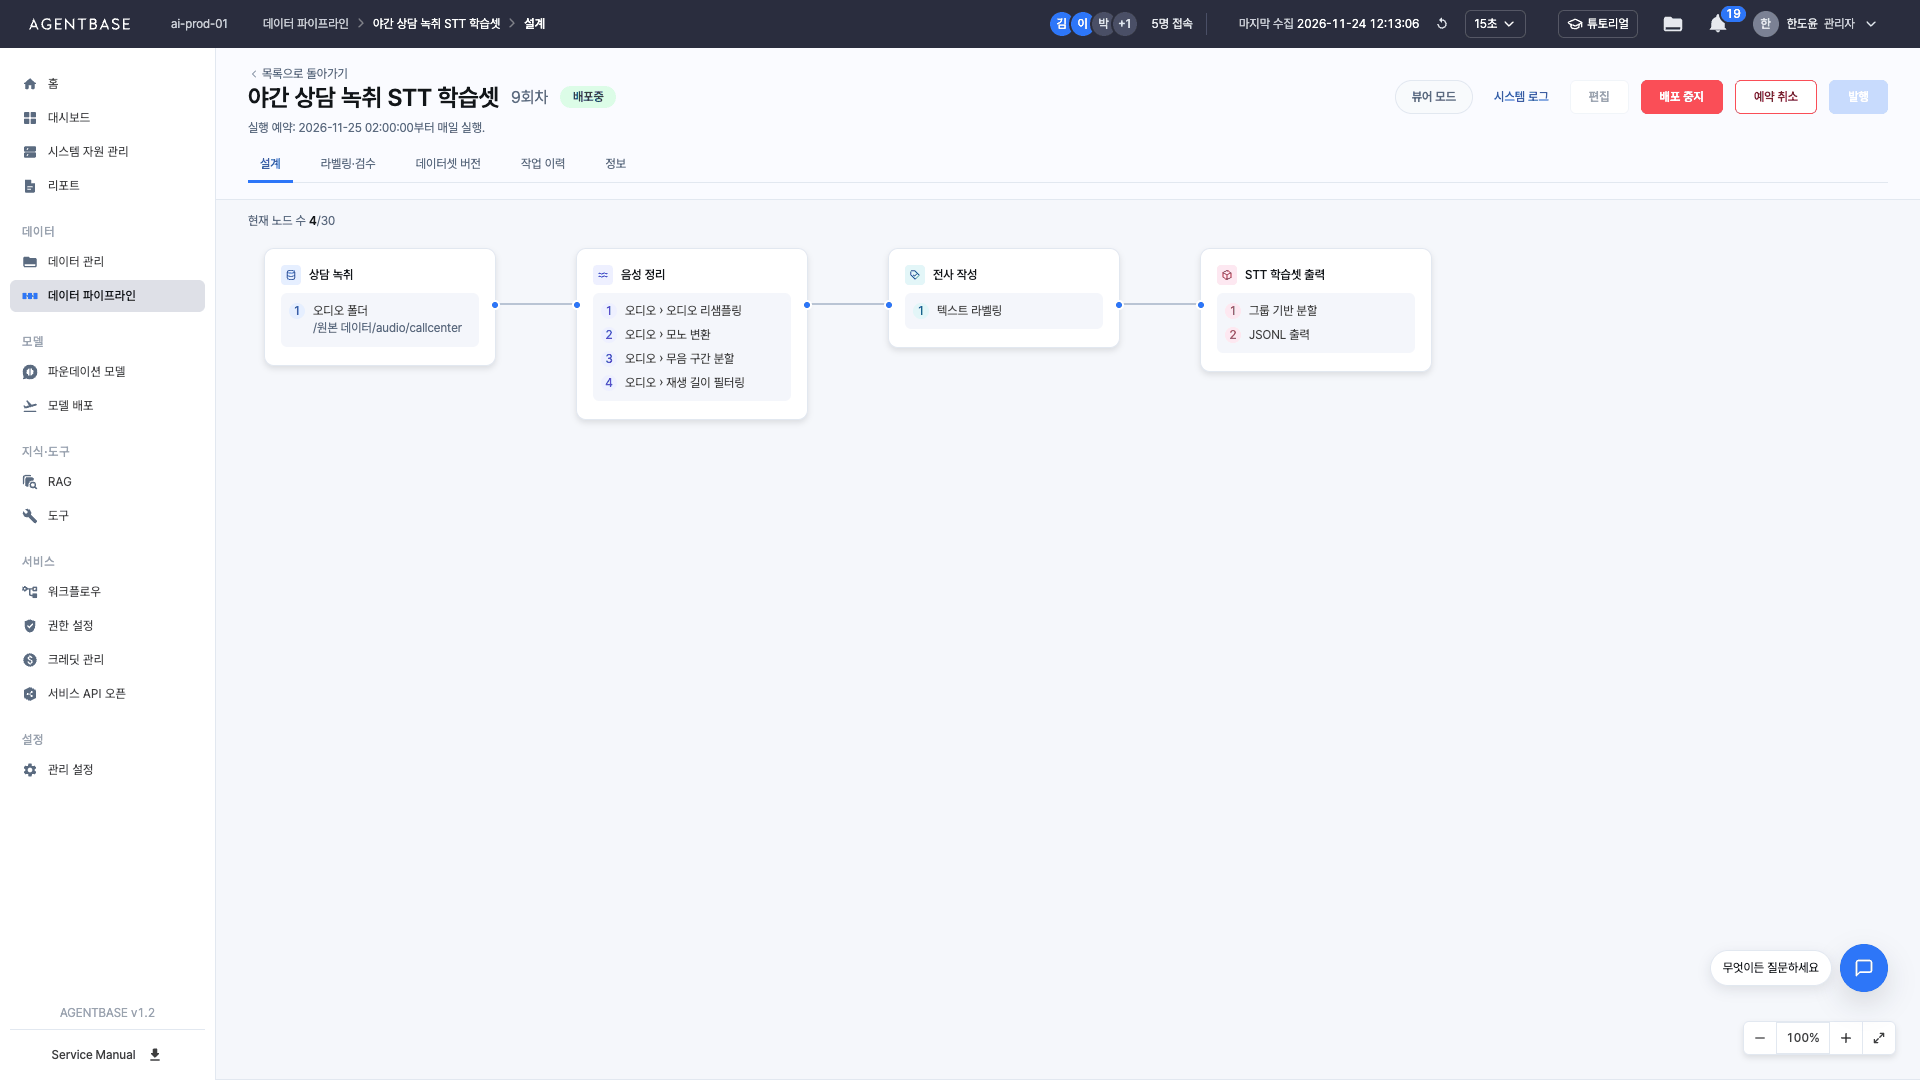 AGENTBASE
ai-prod-01
데이터 파이프라인 > 야간 상담 녹취 STT 학습셋 > 설계
김 이 박 +1 5명 접속
마지막 수집 2026-11-24 12:13:06
15초
튜토리얼
19
한 한도윤 관리자
홈
대시보드
시스템 자원 관리
리포트
데이터
데이터 관리
데이터 파이프라인
모델
파운데이션 모델
모델 배포
지식·도구
RAG
도구
서비스
워크플로우
권한 설정
크레딧 관리
서비스 API 오픈
설정
관리 설정
AGENTBASE v1.2
Service Manual
목록으로 돌아가기
야간 상담 녹취 STT 학습셋 9회차 배포중
실행 예약: 2026-11-25 02:00:00부터 매일 실행.
뷰어 모드
시스템 로그
편집
배포 중지
예약 취소
발행
설계
라벨링·검수
데이터셋 버전
작업 이력
정보
현재 노드 수 4/30
상담 녹취
1 오디오 폴더
/원본 데이터/audio/callcenter
음성 정리
1 오디오 › 오디오 리샘플링
2 오디오 › 모노 변환
3 오디오 › 무음 구간 분할
4 오디오 › 재생 길이 필터링
전사 작성
1 텍스트 라벨링
STT 학습셋 출력
1 그룹 기반 분할
2 JSONL 출력
무엇이든 질문하세요
100%